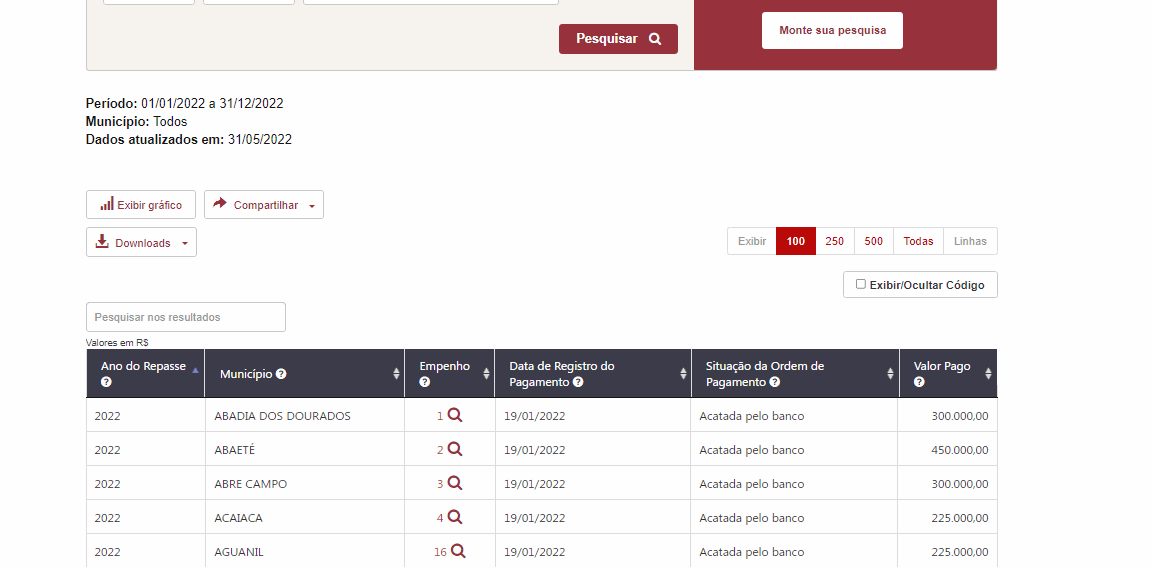 Pesquisar
Monte sua pesquisa
Período: 01/01/2022 a 31/12/2022
Município: Todos
Dados atualizados em: 31/05/2022
Exibir gráfico
Compartilhar
Downloads
Exibir 100 250 500 Todas Linhas
Exibir/Ocultar Código
Pesquisar nos resultados
Valores em R$
Ano do Repasse ? Município ? Empenho ? Data de Registro do Pagamento ? Situação da Ordem de Pagamento ? Valor Pago ?
2022 ABADIA DOS DOURADOS 1 19/01/2022 Acatada pelo banco 300.000,00
2022 ABAETÉ 2 19/01/2022 Acatada pelo banco 450.000,00
2022 ABRE CAMPO 3 19/01/2022 Acatada pelo banco 300.000,00
2022 ACAIACA 4 19/01/2022 Acatada pelo banco 225.000,00
2022 AGUANIL 16 19/01/2022 Acatada pelo banco 225.000,00